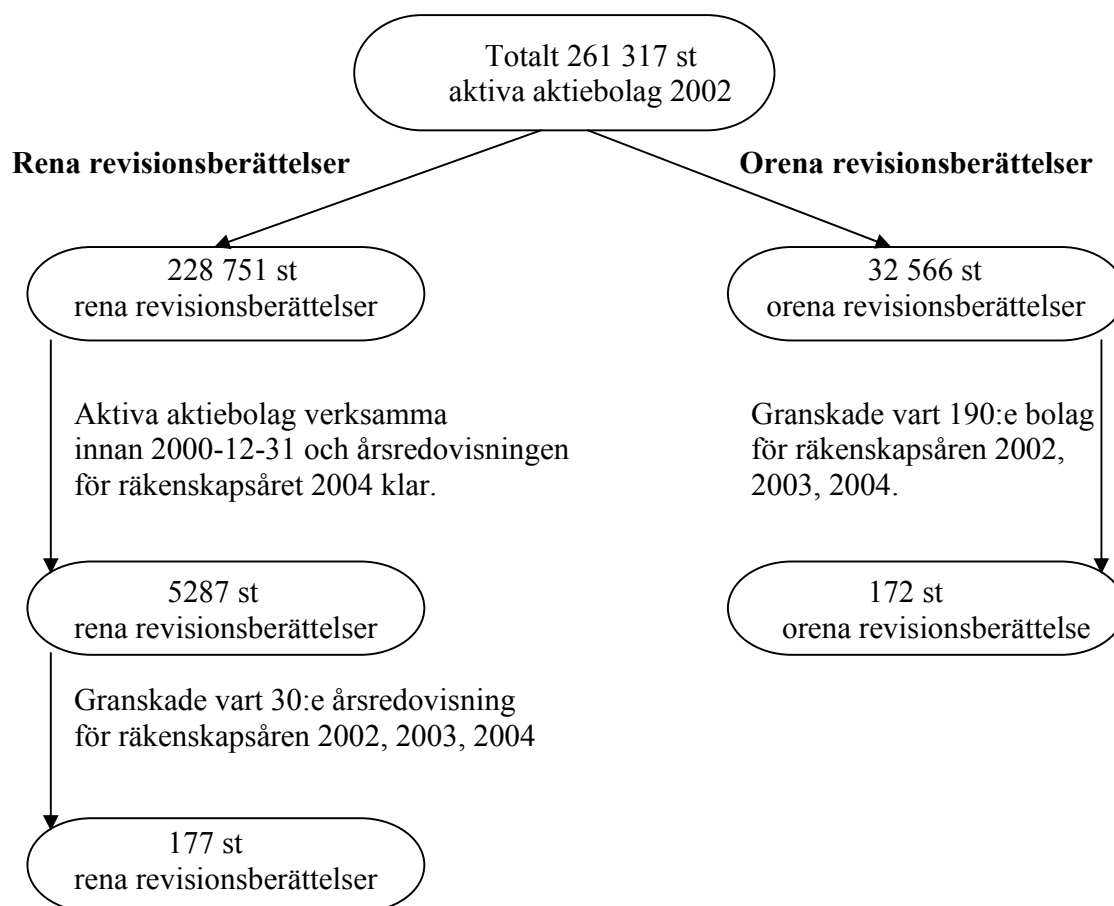 Totalt 261 317 st
aktiva aktiebolag 2002
Rena revisionsberättelser
Orena revisionsberättelser
228 751 st
rena revisionsberättelser
32 566 st
orena revisionsberättelser
Aktiva aktiebolag verksamma
innan 2000-12-31 och årsredovisningen
för räkenskapsåret 2004 klar.
Granskade vart 190:e bolag
för räkenskapsåren 2002,
2003, 2004.
5287 st
rena revisionsberättelser
172 st
orena revisionsberättelse
Granskade vart 30:e årsredovisning
för räkenskapsåren 2002, 2003, 2004
177 st
rena revisionsberättelser